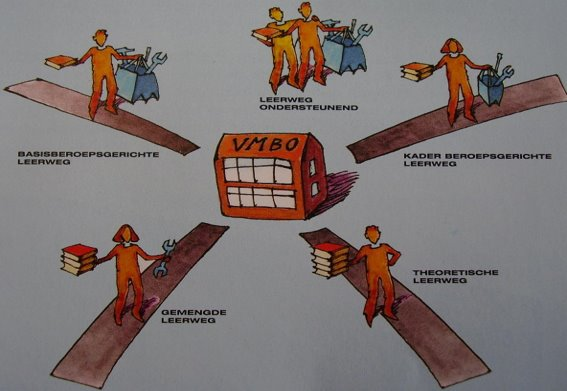 LEERWEG
ONDERSTEUNEND
VMBO
BASISBEROEPSGERICHTE
LEERWEG
KADER BEROEPSGERICHTE
LEERWEG
THEORETISCHE
LEERWEG
GEMENGDE
LEERWEG